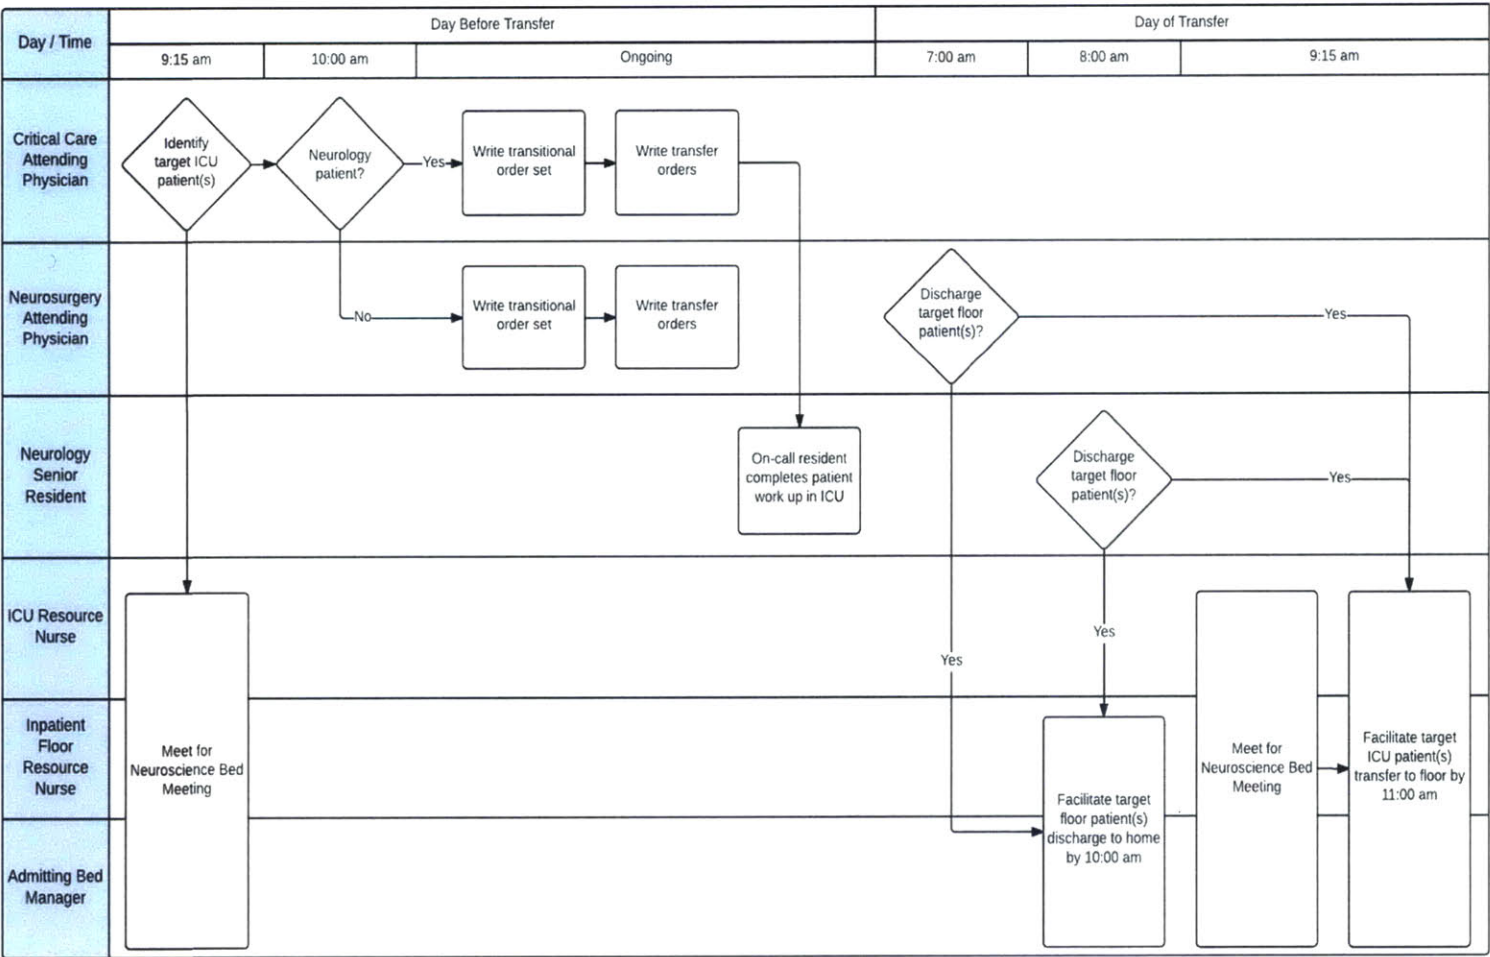 Day / Time
Day Before Transfer
Day of Transfer
9:15 am
10:00 am
Ongoing
7:00 am
8:00 am
9:15 am
Critical Care
Attending
Physician
Identify
target ICU
patient(s)
Neurology
patient?
Yes
Write transitional
order set
Write transfer
orders
Neurosurgery
Attending
Physician
No
Write transitional
order set
Write transfer
orders
Discharge
target floor
patient(s)?
Yes
Neurology
Senior
Resident
On-call resident
completes patient
work up in ICU
Discharge
target floor
patient(s)?
Yes
ICU Resource
Nurse
Yes
Yes
Inpatient
Floor
Resource
Nurse
Meet for
Neuroscience Bed
Meeting
Meet for
Neuroscience Bed
Meeting
Facilitate target
ICU patient(s)
transfer to floor by
11:00 am
Admitting Bed
Manager
Facilitate target
floor patient(s)
discharge to home
by 10:00 am